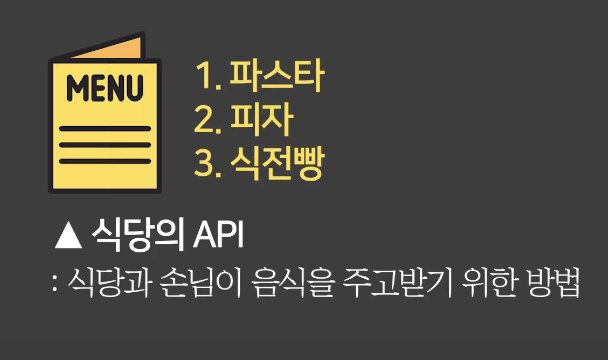 MENU
1. 파스타
2. 피자
3. 식전빵
▲ 식당의 API
: 식당과 손님이 음식을 주고받기 위한 방법